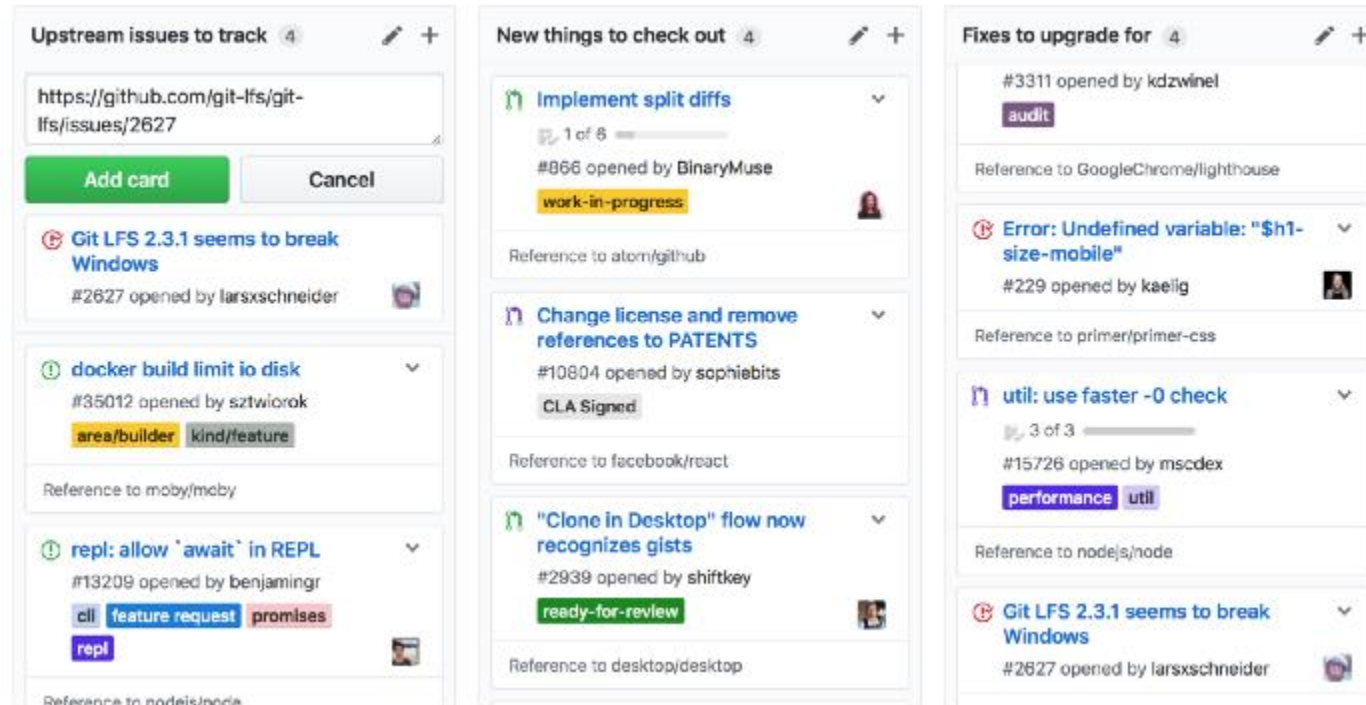 Upstream issues to track 4
https://github.com/git-lfs/git-
lfs/issues/2627
Add card Cancel
Git LFS 2.3.1 seems to break
Windows
#2627 opened by larsxschneider
docker build limit io disk
#35012 opened by sztwiorok
area/builder kind/feature
Reference to moby/moby
repl: allow `await` in REPL
#13209 opened by benjamingr
cli feature request promises
repl
Reference to nodejs/node
New things to check out 4
Implement split diffs
1 of 6
#866 opened by BinaryMuse
work-in-progress
Reference to atom/github
Change license and remove
references to PATENTS
#10804 opened by sophiebits
CLA Signed
Reference to facebook/react
"Clone in Desktop" flow now
recognizes gists
#2939 opened by shiftkey
ready-for-review
Reference to desktop/desktop
Fixes to upgrade for 4
#3311 opened by kdzwinel
audit
Reference to GoogleChrome/lighthouse
Error: Undefined variable: "$h1-
size-mobile"
#229 opened by kaelig
Reference to primer/primer-css
util: use faster -0 check
3 of 3
#15726 opened by mscdex
performance util
Reference to nodejs/node
Git LFS 2.3.1 seems to break
Windows
#2627 opened by larsxschneider